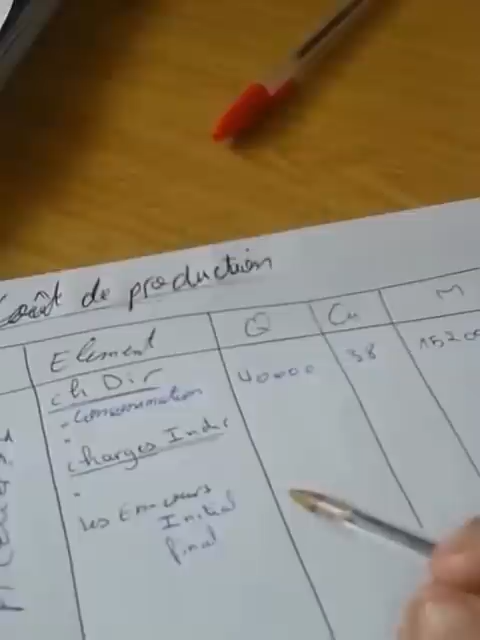 Coût de production
Element Q Cu M
Ch Dir
- Consommation 40000 38 15200
Charges Indir
-
Les Encours
Initial
final